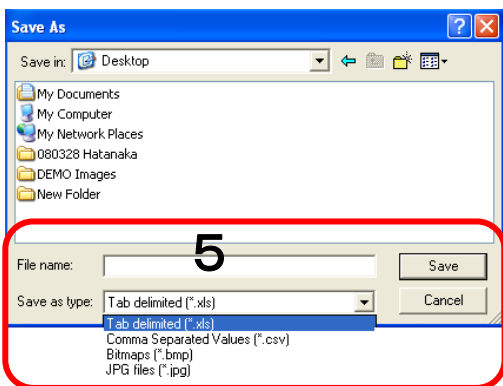 Save As
Save in: Desktop
My Documents
My Computer
My Network Places
080328 Hatanaka
DEMO Images
New Folder
5
File name: Save
Save as type: Tab delimited (*.xls) Cancel
Tab delimited (*.xls)
Comma Separated Values (*.csv)
Bitmaps (*.bmp)
JPG files (*.jpg)